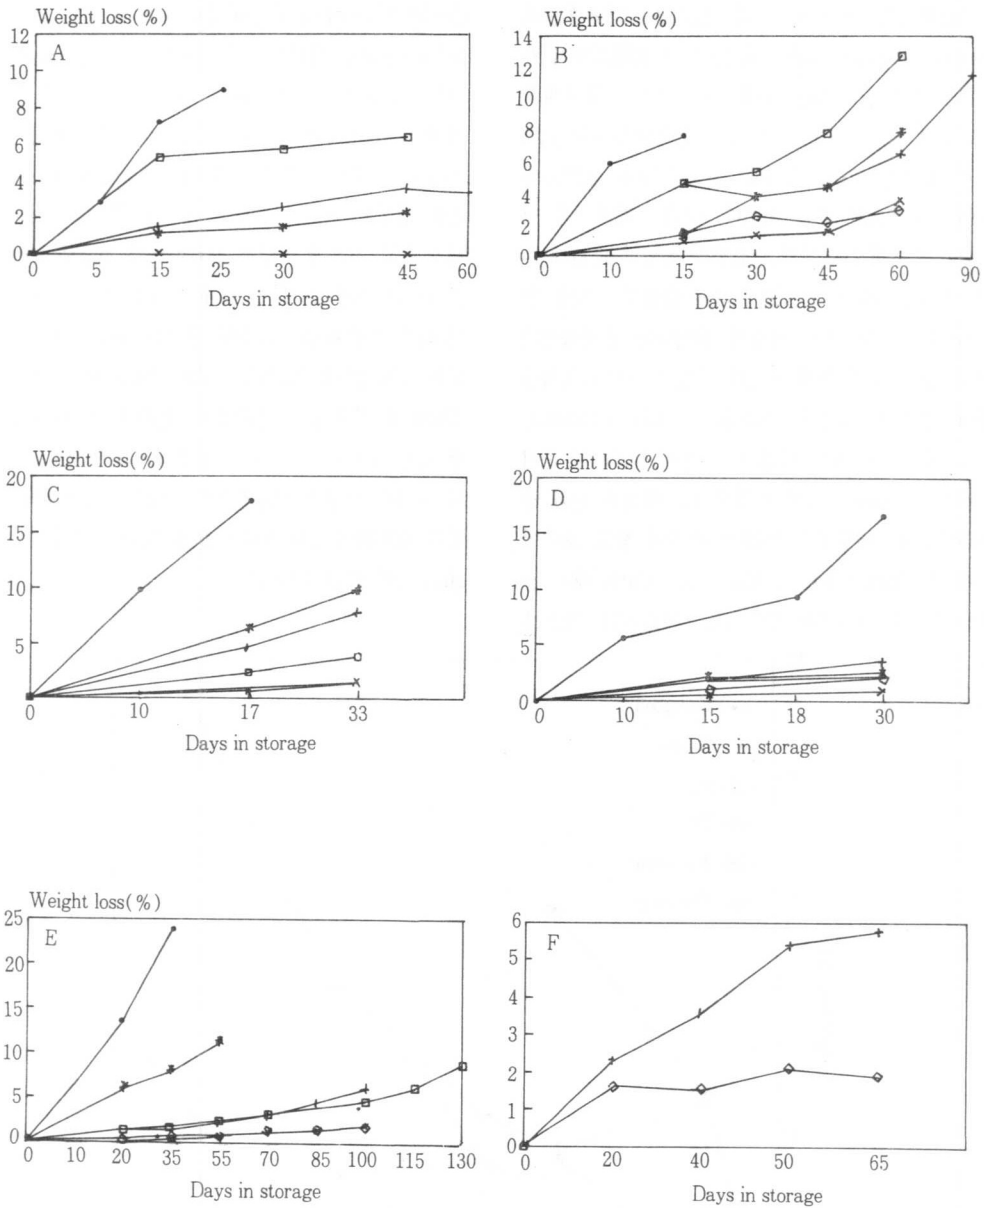 Weight loss(%)
12
10
8
6
4
2
0
A
0 5 15 25 30 45 60
Days in storage
Weight loss(%)
14
12
10
8
6
4
2
0
B
0 10 15 30 45 60 90
Days in storage
Weight loss(%)
20
15
10
5
C
0 10 17 33
Days in storage
Weight loss(%)
20
15
10
5
0
D
0 10 15 18 30
Days in storage
Weight loss(%)
25
20
15
10
5
0
E
0 10 20 35 55 70 85 100 115 130
Days in storage
6
5
4
3
2
1
0
F
0 20 40 50 65
Days in storage